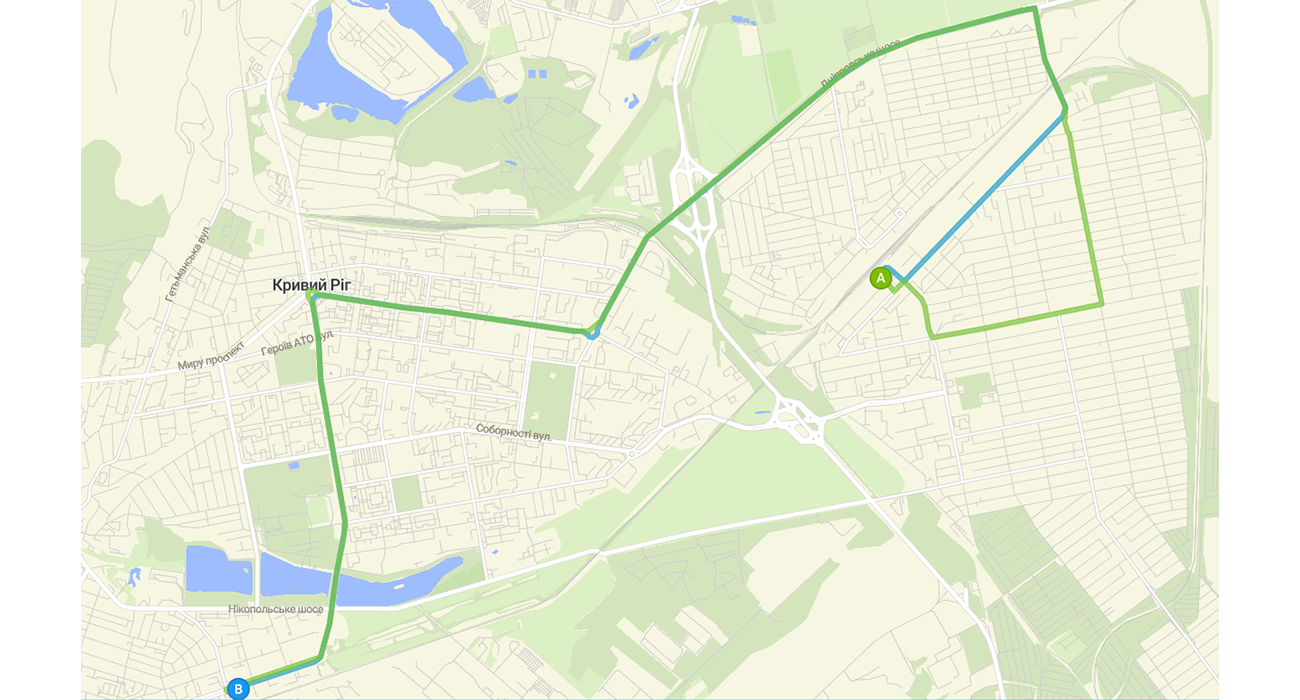 Дніпровське шосе
Гетьманська вул.
A
Кривий Ріг
Героїв АТО вул.
Миру проспект
Соборності вул.
Нікопольське шосе
B